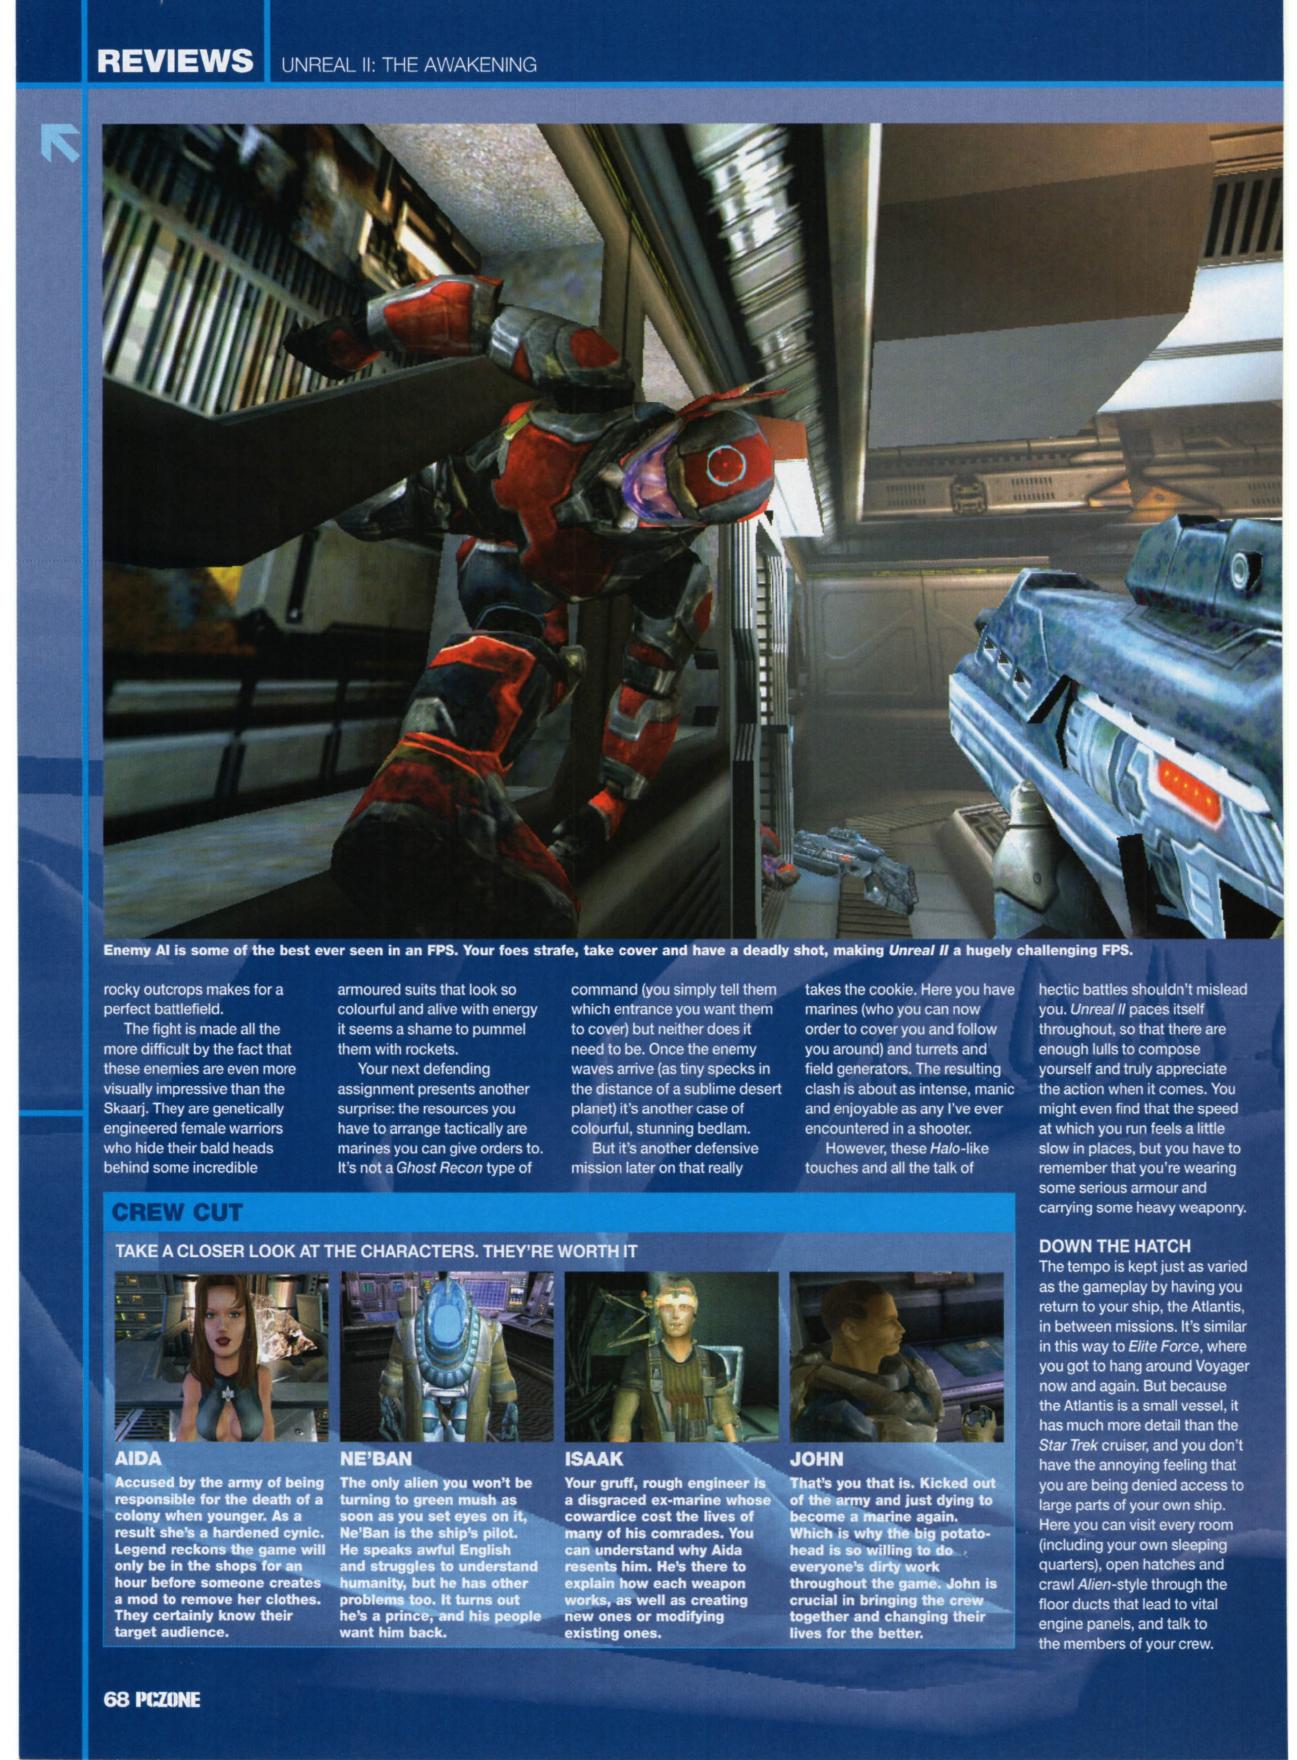 REVIEWS
UNREAL II: THE AWAKENING
Enemy AI is some of the best ever seen in an FPS. Your foes strafe, take cover and have a deadly shot, making Unreal II a hugely challenging FPS.
rocky outcrops makes for a
perfect battlefield.
The fight is made all the
more difficult by the fact that
these enemies are even more
visually impressive than the
Skaarj. They are genetically
engineered female warriors
who hide their bald heads
behind some incredible
armoured suits that look so
colourful and alive with energy
it seems a shame to pummel
them with rockets.
Your next defending
assignment presents another
surprise: the resources you
have to arrange tactically are
marines you can give orders to.
It's not a Ghost Recon type of
command (you simply tell them
which entrance you want them
to cover) but neither does it
need to be. Once the enemy
waves arrive (as tiny specks in
the distance of a sublime desert
planet) it's another case of
colourful, stunning bedlam.
But it's another defensive
mission later on that really
takes the cookie. Here you have
marines (who you can now
order to cover you and follow
you around) and turrets and
field generators. The resulting
clash is about as intense, manic
and enjoyable as any I've ever
encountered in a shooter.
However, these Halo-like
touches and all the talk of
hectic battles shouldn't mislead
you. Unreal II paces itself
throughout, so that there are
enough lulls to compose
yourself and truly appreciate
the action when it comes. You
might even find that the speed
at which you run feels a little
slow in places, but you have to
remember that you're wearing
some serious armour and
carrying some heavy weaponry.
DOWN THE HATCH
The tempo is kept just as varied
as the gameplay by having you
return to your ship, the Atlantis,
in between missions. It's similar
in this way to Elite Force, where
you got to hang around Voyager
now and again. But because
the Atlantis is a small vessel, it
has much more detail than the
Star Trek cruiser, and you don't
have the annoying feeling that
you are being denied access to
large parts of your own ship.
Here you can visit every room
(including your own sleeping
quarters), open hatches and
crawl Alien-style through the
floor ducts that lead to vital
engine panels, and talk to
the members of your crew.
CREW CUT
TAKE A CLOSER LOOK AT THE CHARACTERS. THEY'RE WORTH IT
AIDA
Accused by the army of being
responsible for the death of a
colony when younger. As a
result she's a hardened cynic.
Legend reckons the game will
only be in the shops for an
hour before someone creates
a mod to remove her clothes.
They certainly know their
target audience.
NE'BAN
The only alien you won't be
turning to green mush as
soon as you set eyes on it,
Ne'Ban is the ship's pilot.
He speaks awful English
and struggles to understand
humanity, but he has other
problems too. It turns out
he's a prince, and his people
want him back.
ISAAK
Your gruff, rough engineer is
a disgraced ex-marine whose
cowardice cost the lives of
many of his comrades. You
can understand why Aida
resents him. He's there to
explain how each weapon
works, as well as creating
new ones or modifying
existing ones.
JOHN
That's you that is. Kicked out
of the army and just dying to
become a marine again.
Which is why the big potato-
head is so willing to do
everyone's dirty work
throughout the game. John is
crucial in bringing the crew
together and changing their
lives for the better.
68 PCZONE